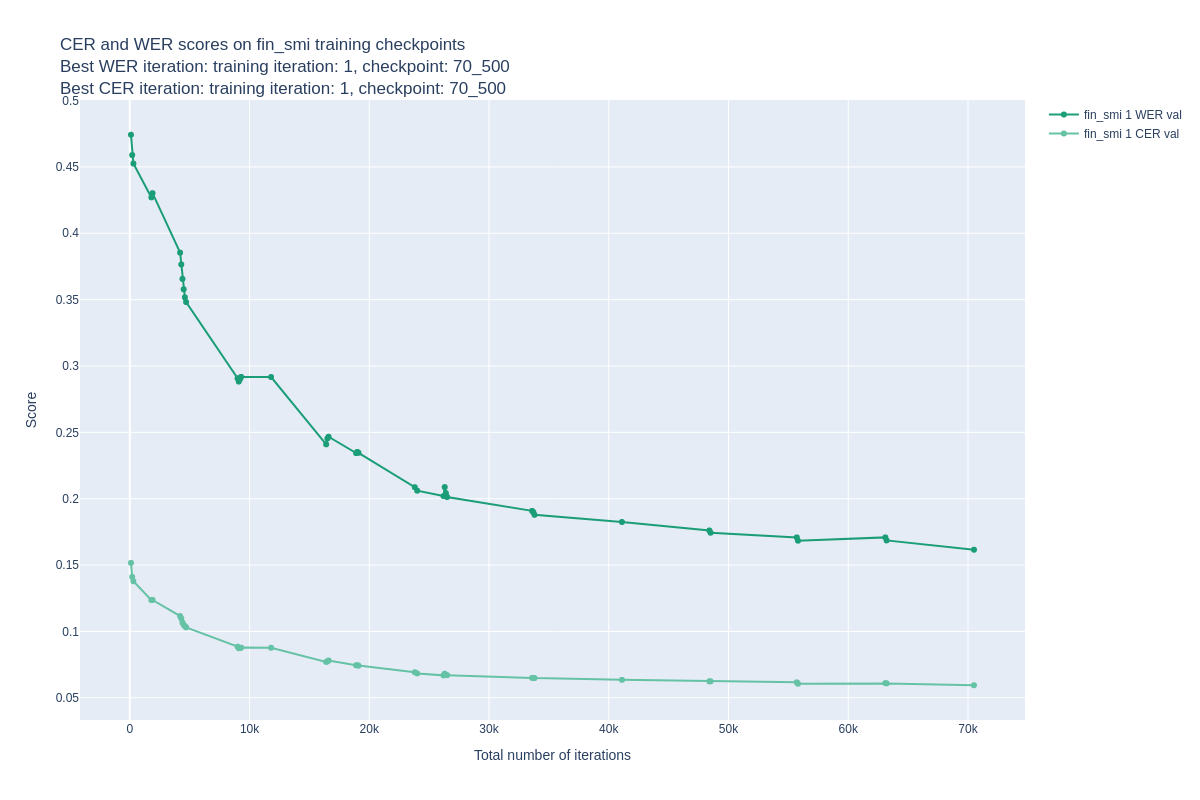 CER and WER scores on fin_smi training checkpoints
Best WER iteration: training iteration: 1, checkpoint: 70_500
Best CER iteration: training iteration: 1, checkpoint: 70_500
fin_smi 1 WER val
fin_smi 1 CER val
0.5
0.45
0.4
0.35
0.3
0.25
0.2
0.15
0.1
0.05
Score
0
10k
20k
30k
40k
50k
60k
70k
Total number of iterations